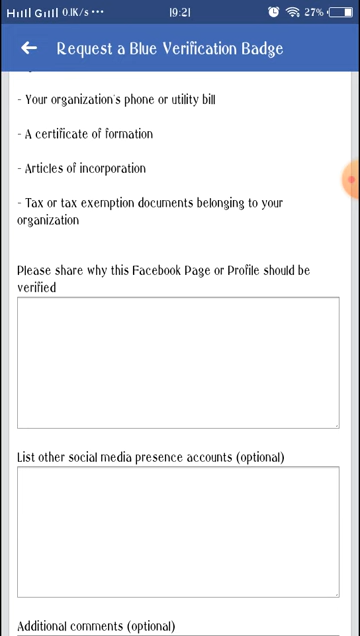 19:21
0.1K/s ••• 27%
Request a Blue Verification Badge
- Your organization's phone or utility bill
- A certificate of formation
- Articles of incorporation
- Tax or tax exemption documents belonging to your
organization
Please share why this Facebook Page or Profile should be
verified
List other social media presence accounts (optional)
Additional comments (optional)